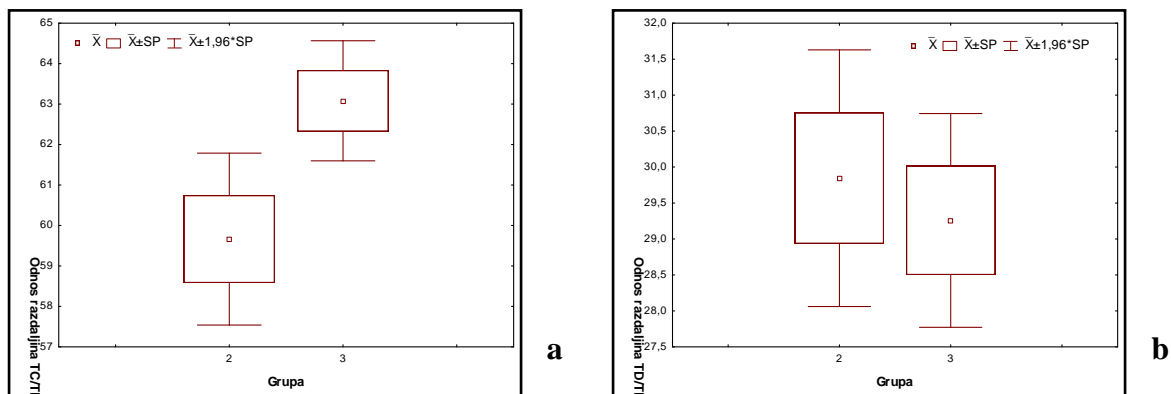 65
64
63
62
61
60
59
58
57
X̄ X̄±SP X̄±1,96*SP
Odnos razdaljina
2 3
Grupa
a
32,0
31,5
31,0
30,5
30,0
29,5
29,0
28,5
28,0
27,5
X̄ X̄±SP X̄±1,96*SP
Odnos razdaljina
2 3
Grupa
b